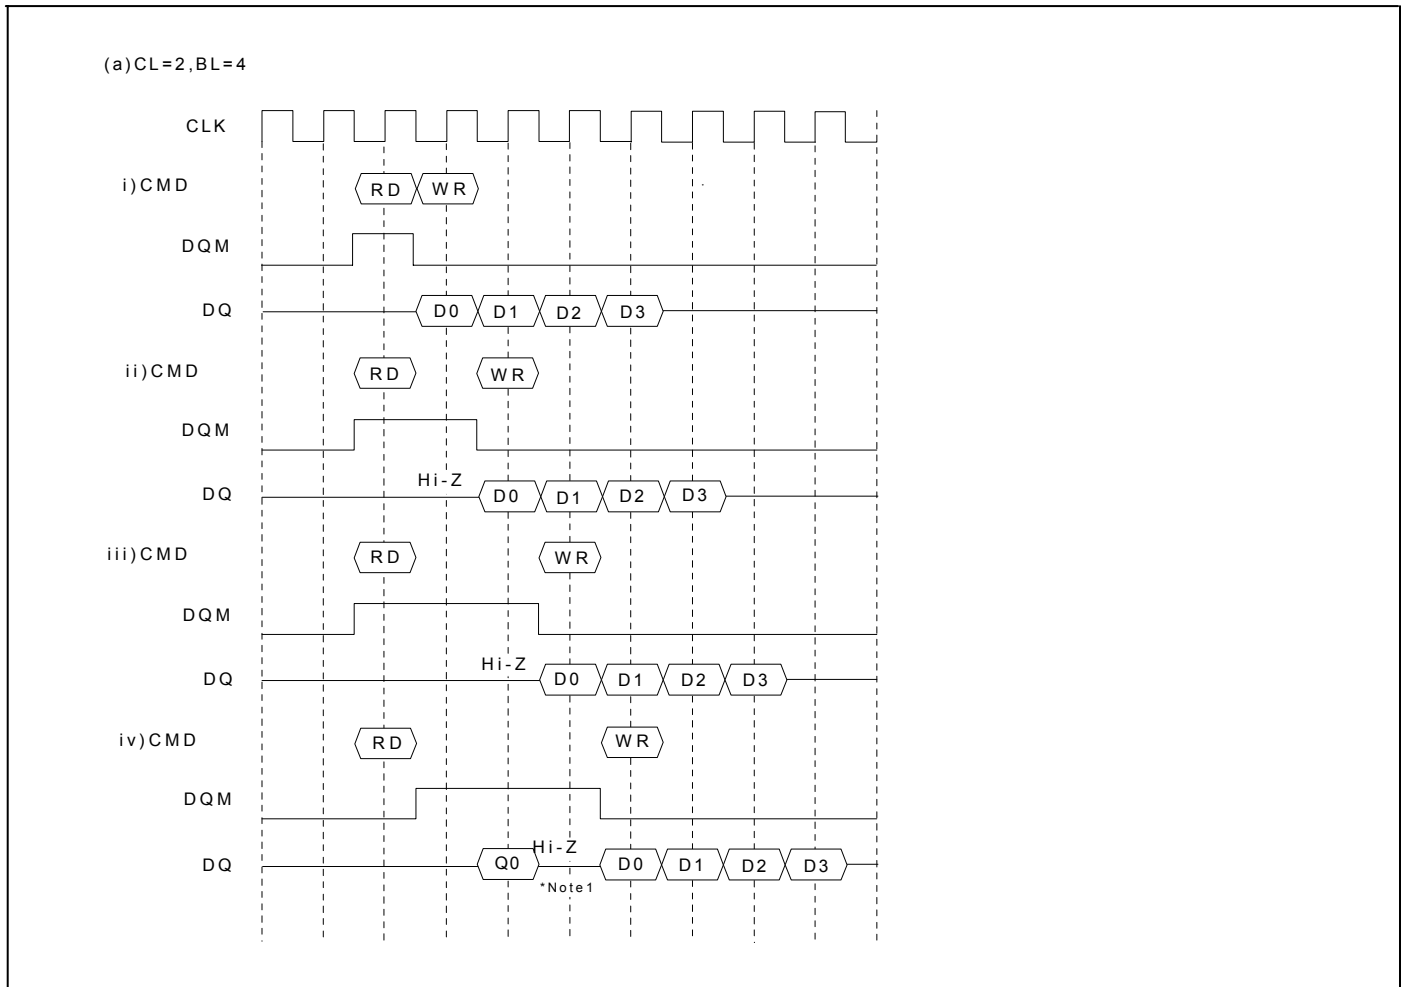 (a)CL=2,BL=4
CLK
i)CMD RD WR
DQM
DQ D0 D1 D2 D3
ii)CMD RD WR
DQM
Hi-Z
DQ D0 D1 D2 D3
iii)CMD RD WR
DQM
Hi-Z
DQ D0 D1 D2 D3
iv)CMD RD WR
DQM
Hi-Z
DQ Q0 D0 D1 D2 D3
*Note1